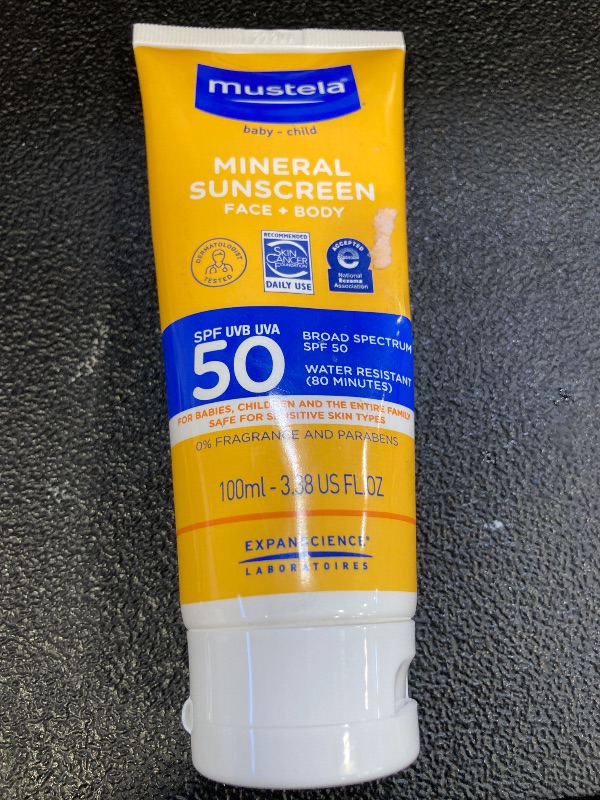 mustela
baby - child
MINERAL
SUNSCREEN
FACE + BODY
DERMATOLOGIST
TESTED
RECOMMENDED
SKIN
CANCER
FOUNDATION
DAILY USE
ACCEPTED
National
Eczema
Association
SPF UVB UVA
50
BROAD SPECTRUM
SPF 50
WATER RESISTANT
(80 MINUTES)
FOR BABIES, CHILDREN AND THE ENTIRE FAMILY
SAFE FOR SENSITIVE SKIN TYPES
0% FRAGRANCE AND PARABENS
100ml - 3.38 US FL.OZ
EXPANSCIENCE®
LABORATOIRES